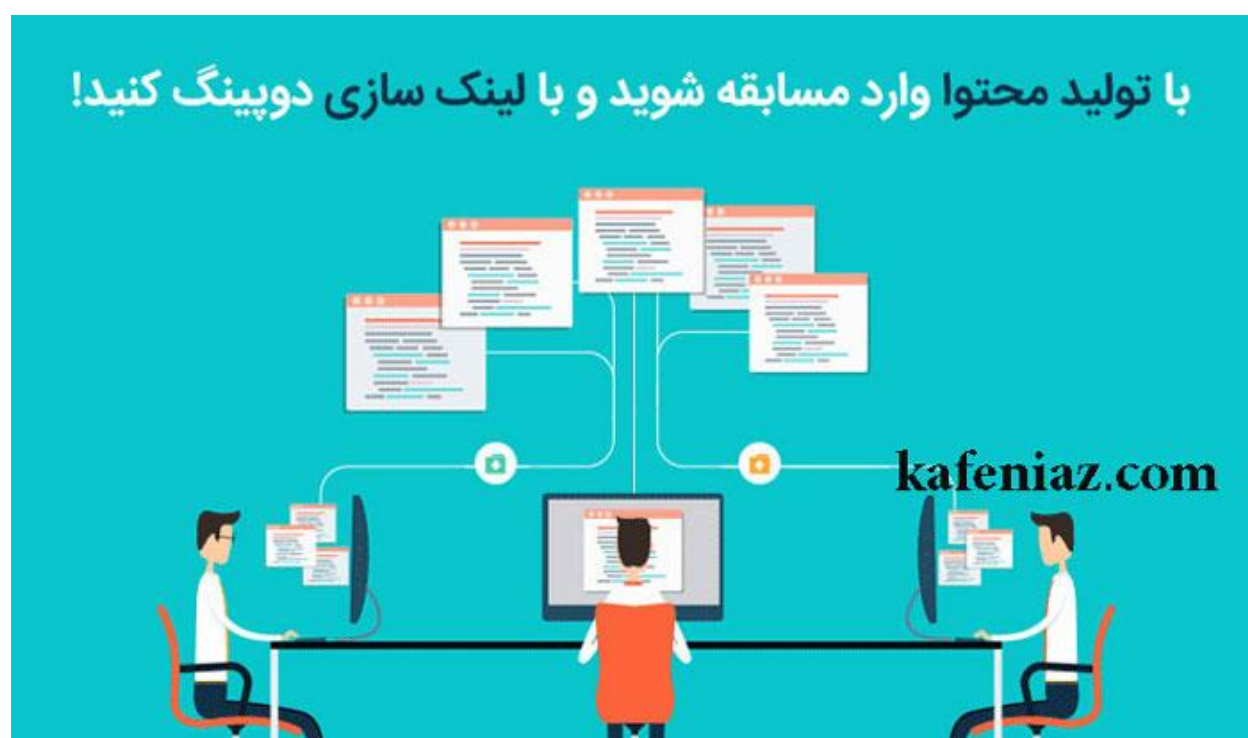 با تولید محتوا وارد مسابقه شوید و با لینک سازی دوپینگ کنید!
kafeniaz.com